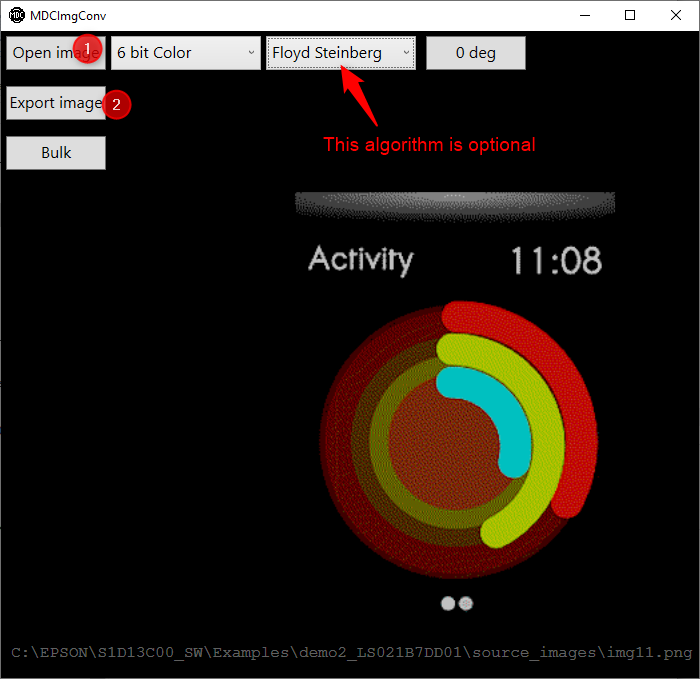 MDC MDCImgConv
Open image 1 6 bit Color Floyd Steinberg 0 deg
Export image 2
This algorithm is optional
Bulk
Activity 11:08
C:\EPSON\S1D13C00_SW\Examples\demo2_LS021B7DD01\source_images\img11.png